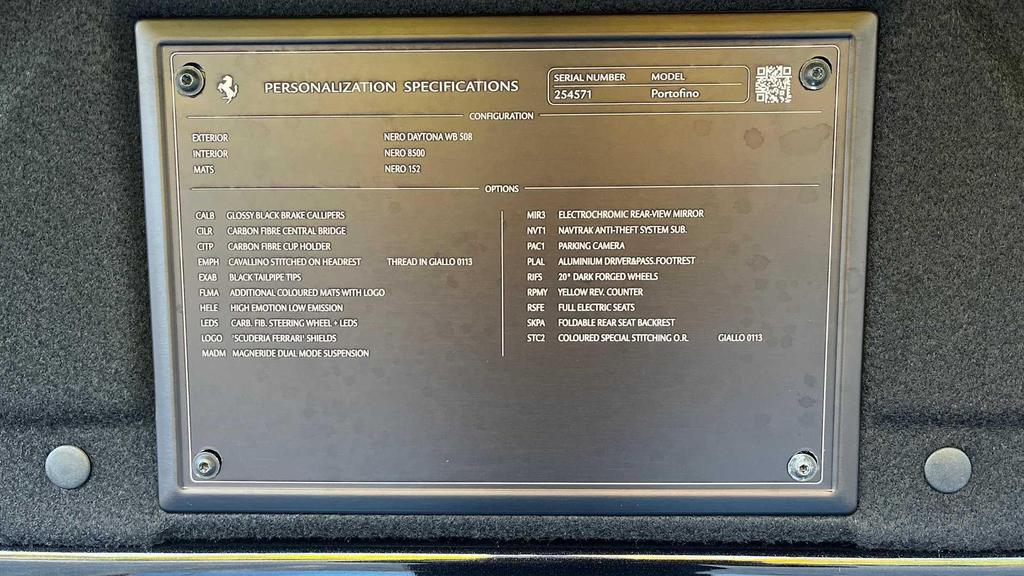 PERSONALIZATION SPECIFICATIONS
SERIAL NUMBER MODEL
254571 Portofino
CONFIGURATION
EXTERIOR NERO DAYTONA WB 508
INTERIOR NERO 8500
MATS NERO 152
OPTIONS
CALB GLOSSY BLACK BRAKE CALLIPERS
CILR CARBON FIBRE CENTRAL BRIDGE
CITP CARBON FIBRE CUP HOLDER
EMPH CAVALLINO STITCHED ON HEADREST THREAD IN GIALLO 0113
EXAB BLACK TAILPIPE TIPS
FLMA ADDITIONAL COLOURED MATS WITH LOGO
HELE HIGH EMOTION LOW EMISSION
LEDS CARB. FIB. STEERING WHEEL + LEDS
LOGO 'SCUDERIA FERRARI' SHIELDS
MADM MAGNERIDE DUAL MODE SUSPENSION
MIR3 ELECTROCHROMIC REAR-VIEW MIRROR
NVT1 NAVTRAK ANTI-THEFT SYSTEM SUB.
PAC1 PARKING CAMERA
PLAL ALUMINIUM DRIVER&PASS.FOOTREST
RIF5 20" DARK FORGED WHEELS
RPMY YELLOW REV. COUNTER
RSFE FULL ELECTRIC SEATS
SKPA FOLDABLE REAR SEAT BACKREST
STC2 COLOURED SPECIAL STITCHING O.R. GIALLO 0113